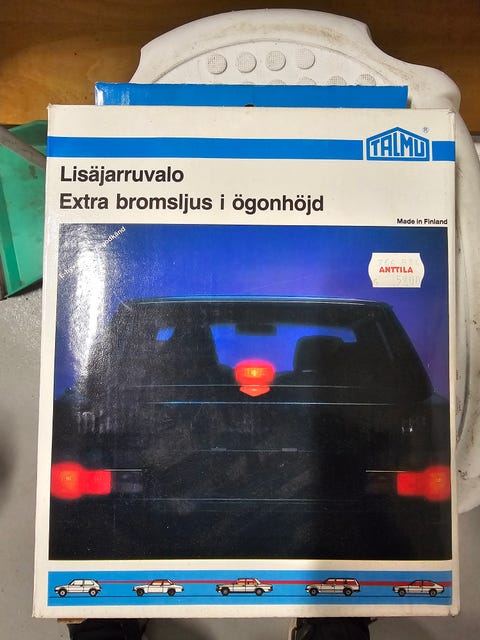 TALMU®
Lisäjarruvalo
Extra bromsljus i ögonhöjd
Made in Finland
ANTTILA